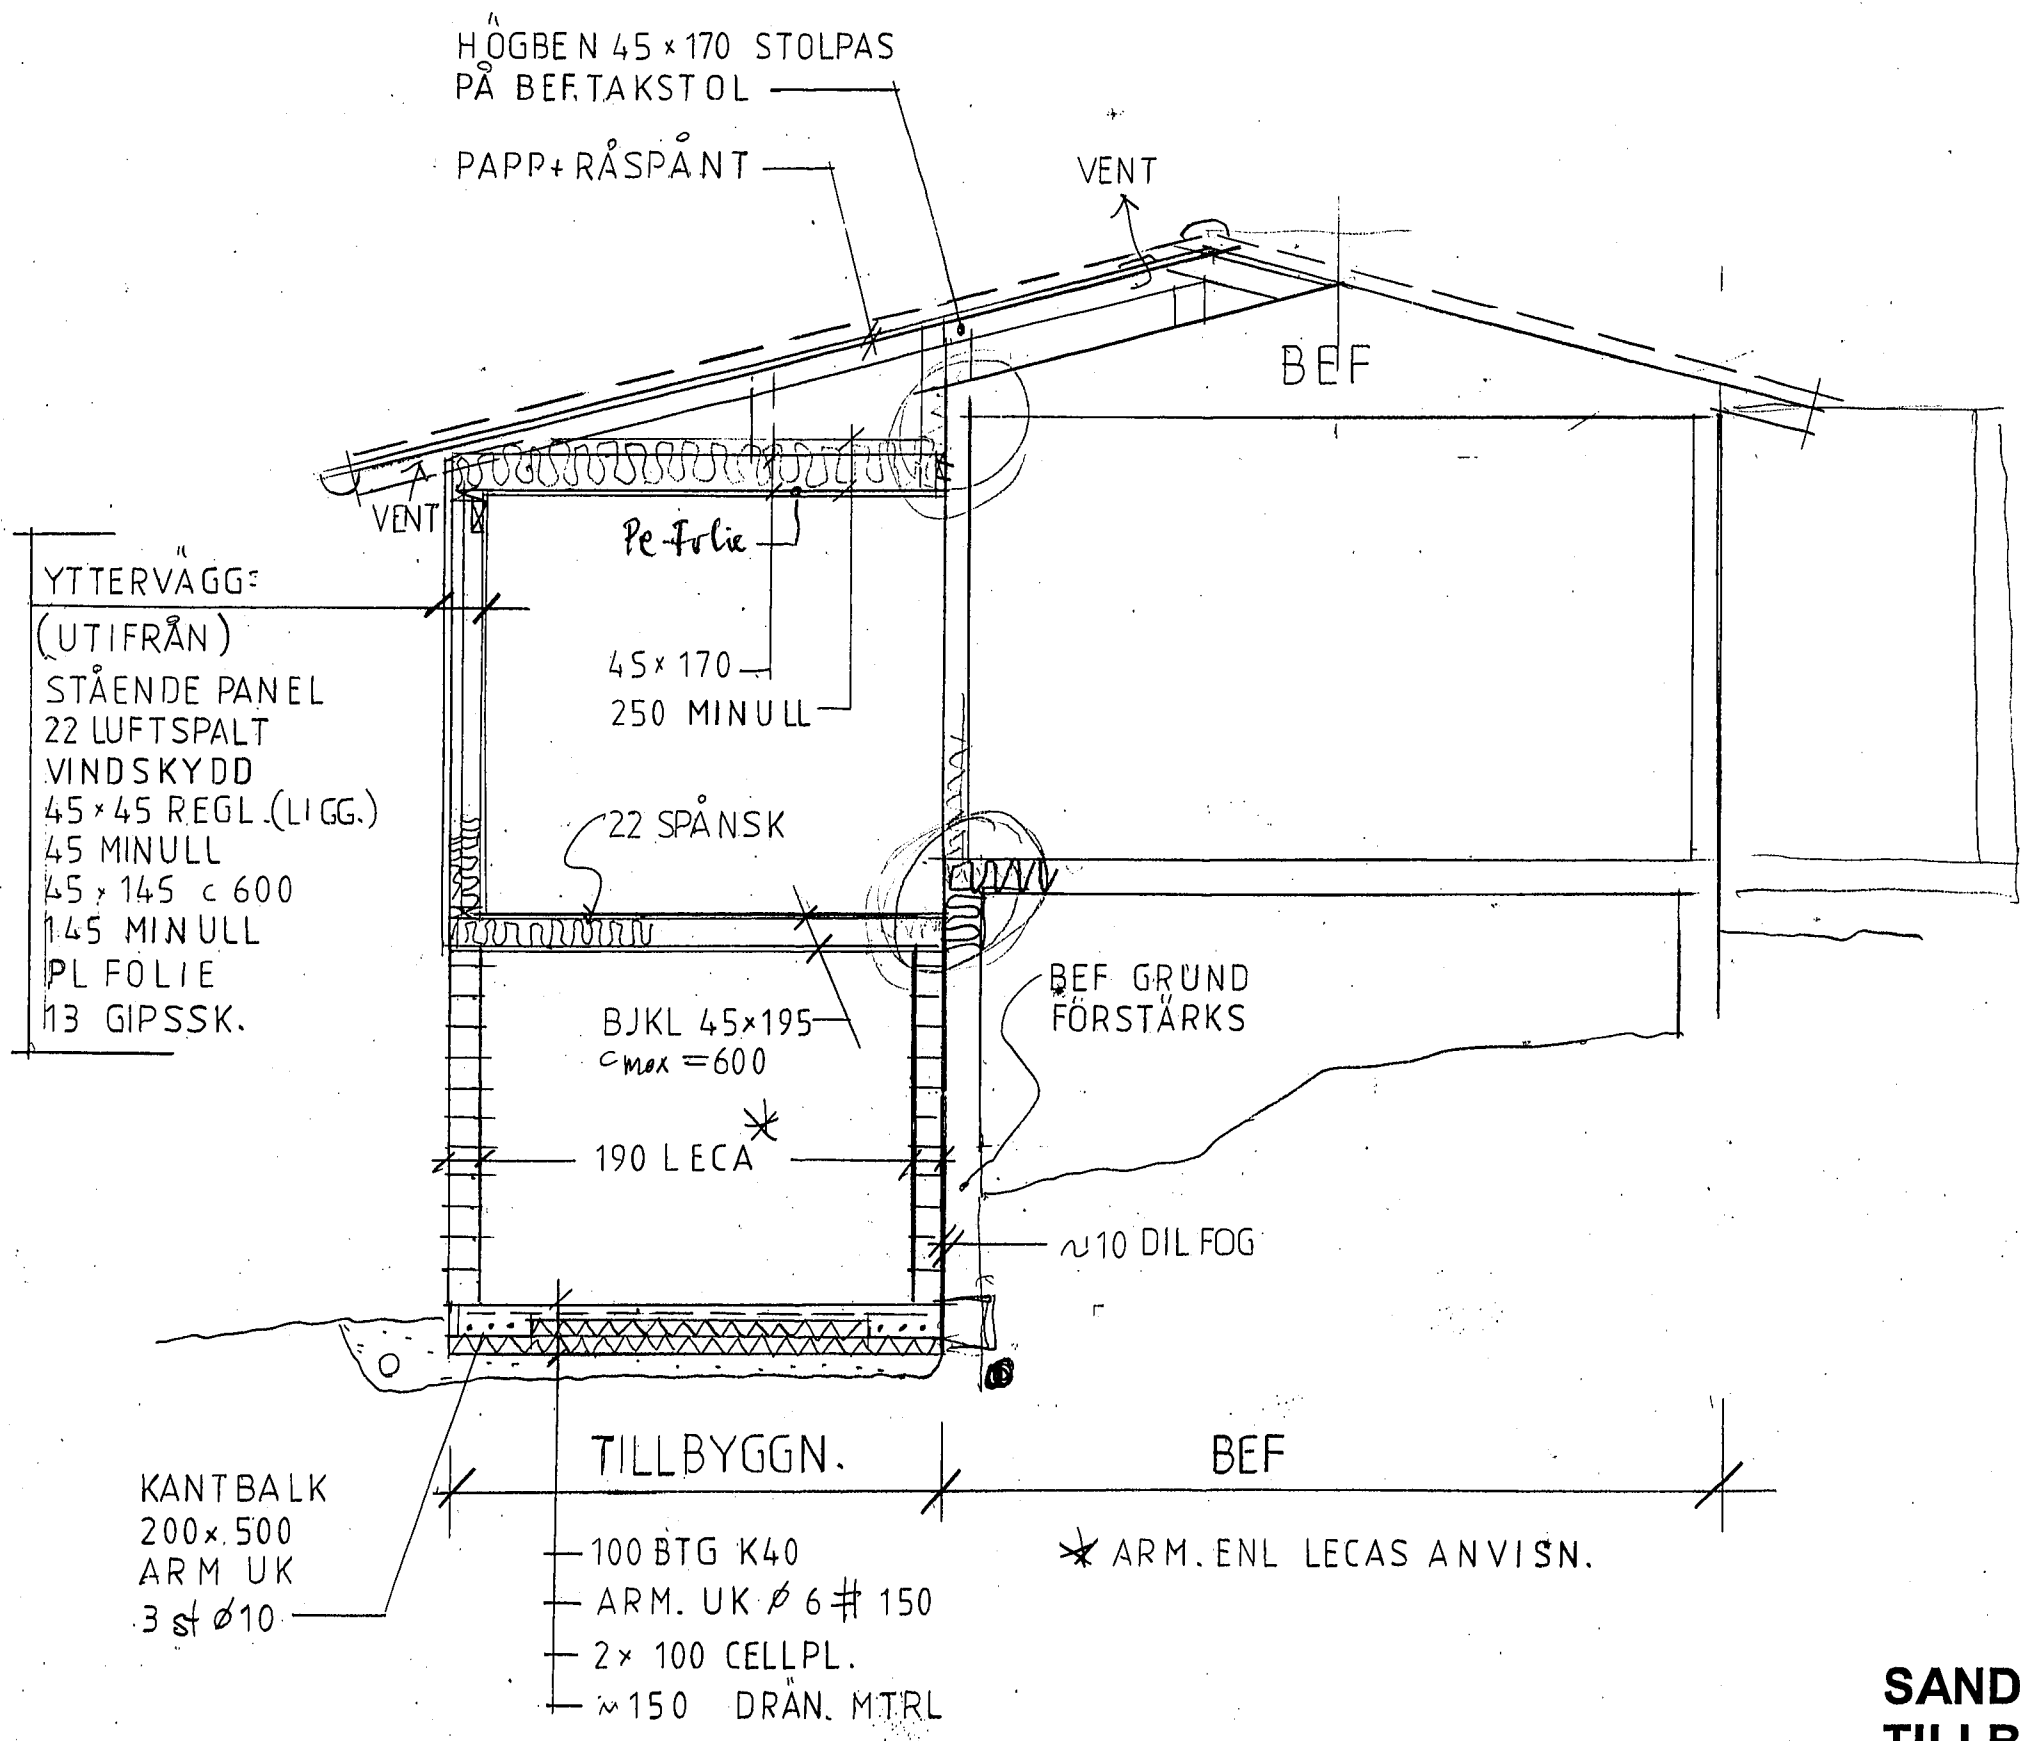 HÖGBEN 45×170 STOLPAS
PÅ BEF. TAKSTOL
PAPP+RÅSPÅNT
VENT
BEF
VENT
Pe-Folie
YTTERVÄGG:
(UTIFRÅN)
STÅENDE PANEL
22 LUFTSPALT
VINDSKYDD
45×45 REGL.(LIGG.)
45 MINULL
45×145 c 600
145 MINULL
PL FOLIE
13 GIPSSK.
45×170
250 MINULL
22 SPÅNSK
BJKL 45×195
cmax =600
BEF GRUND
FÖRSTÄRKS
190 LECA*
~10 DILFOG
TILLBYGGN.
BEF
KANTBALK
200×500
ARM UK
3 st ø10
100 BTG K40
ARM. UK ø 6 # 150
2× 100 CELLPL.
~150 DRÄN. MTRL
* ARM. ENL LECAS ANVISN.
SAND